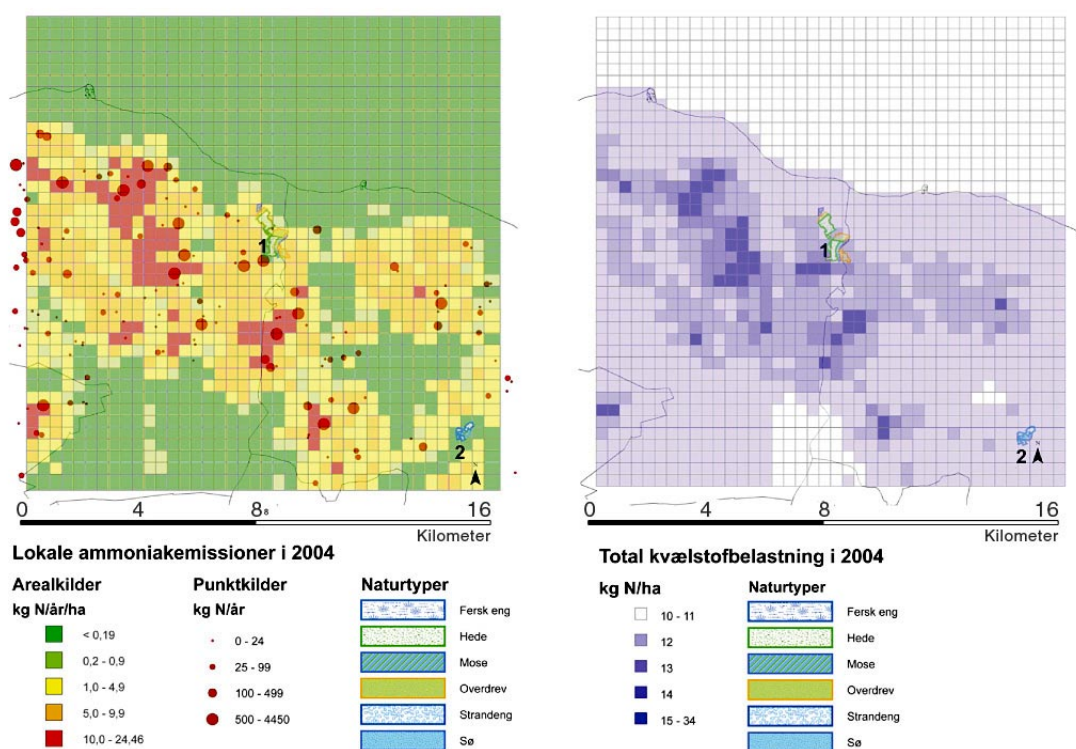 1
2
N
0
4
8
8
16
Kilometer
Lokale ammoniakemissioner i 2004
Arealkilder
kg N/år/ha
< 0,19
0,2 - 0,9
1,0 - 4,9
5,0 - 9,9
10,0 - 24,46
Punktkilder
kg N/år
0 - 24
25 - 99
100 - 499
500 - 4450
Naturtyper
Fersk eng
Hede
Mose
Overdrev
Strandeng
Sø
1
2
N
0
4
8
16
Kilometer
Total kvælstofbelastning i 2004
kg N/ha
10 - 11
12
13
14
15 - 34
Naturtyper
Fersk eng
Hede
Mose
Overdrev
Strandeng
Sø